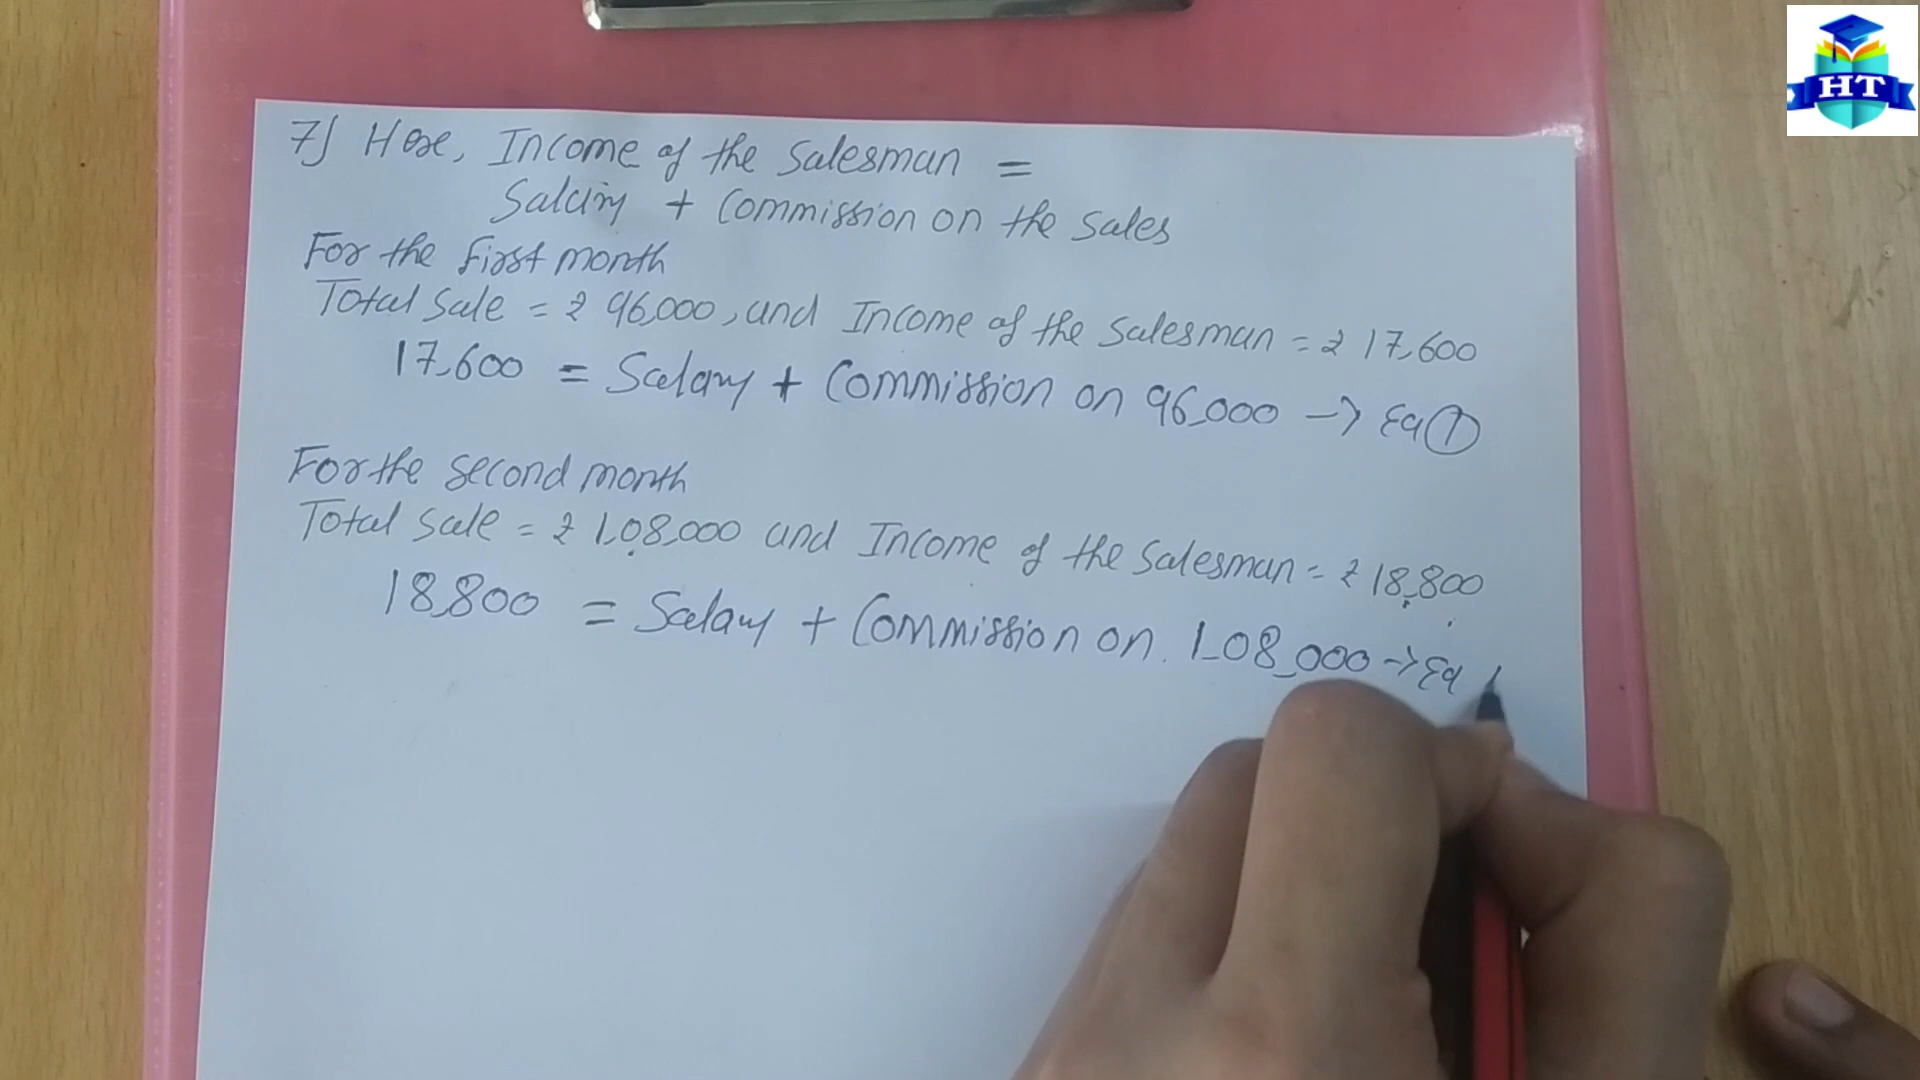 7] Here, Income of the Salesman =
Salary + Commission on the Sales
For the first month
Total Sale = ₹ 96,000, and Income of the Salesman = ₹ 17,600
17,600 = Salary + Commission on 96,000 -> Eq ①
For the second month
Total Sale = ₹ 1,08,000 and Income of the Salesman = ₹ 18,800
18,800 = Salary + Commission on 1,08,000 -> Eq
HT